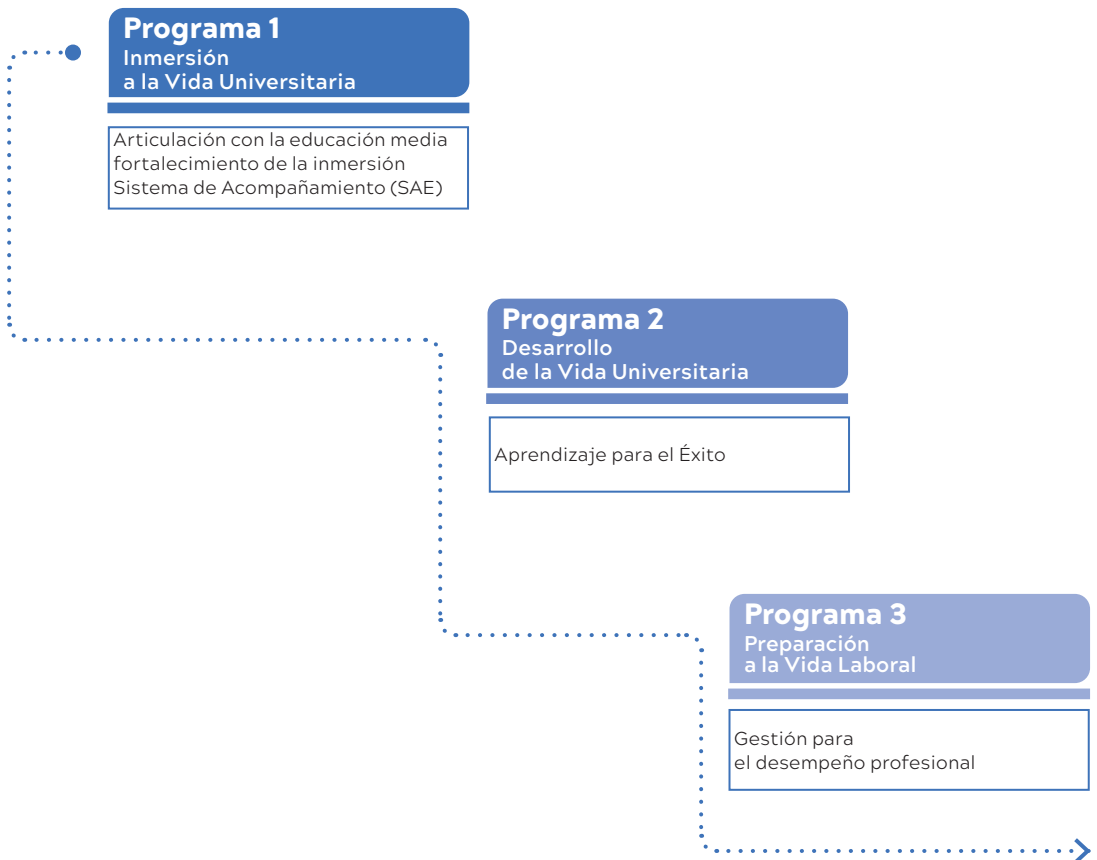 Programa 1
Inmersión
a la Vida Universitaria
Articulación con la educación media
fortalecimiento de la inmersión
Sistema de Acompañamiento (SAE)
Programa 2
Desarrollo
de la Vida Universitaria
Aprendizaje para el Éxito
Programa 3
Preparación
a la Vida Laboral
Gestión para
el desempeño profesional